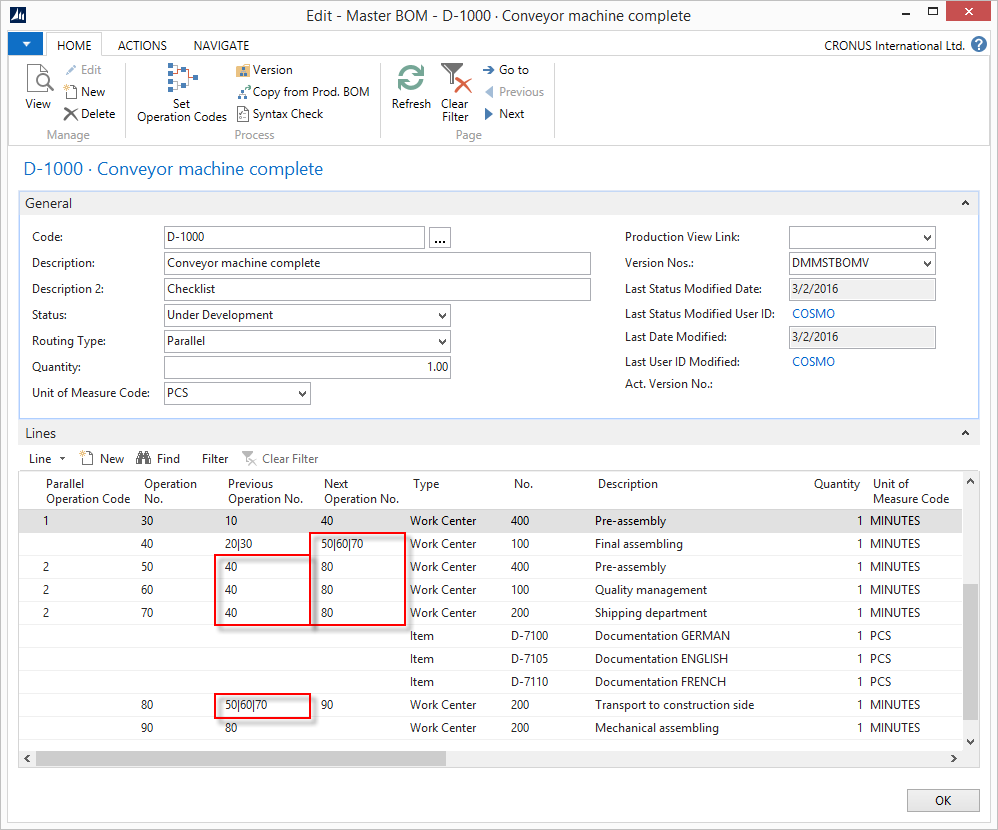 Edit - Master BOM - D-1000 · Conveyor machine complete
HOME ACTIONS NAVIGATE CRONUS International Ltd.
View
Edit
New
Delete
Manage
Set
Operation Codes
Version
Copy from Prod. BOM
Syntax Check
Process
Refresh
Clear
Filter
Go to
Previous
Next
Page
D-1000 · Conveyor machine complete
General
Code: D-1000 ...
Description: Conveyor machine complete
Description 2: Checklist
Status: Under Development
Routing Type: Parallel
Quantity: 1.00
Unit of Measure Code: PCS
Production View Link:
Version Nos.: DMMSTBOMV
Last Status Modified Date: 3/2/2016
Last Status Modified User ID: COSMO
Last Date Modified: 3/2/2016
Last User ID Modified: COSMO
Act. Version No.:
Lines
Line New Find Filter Clear Filter
Parallel Operation Code Operation No. Previous Operation No. Next Operation No. Type No. Description Quantity Unit of Measure Code
1 30 10 40 Work Center 400 Pre-assembly 1 MINUTES
40 20|30 50|60|70 Work Center 100 Final assembling 1 MINUTES
2 50 40 80 Work Center 400 Pre-assembly 1 MINUTES
2 60 40 80 Work Center 100 Quality management 1 MINUTES
2 70 40 80 Work Center 200 Shipping department 1 MINUTES
Item D-7100 Documentation GERMAN 1 PCS
Item D-7105 Documentation ENGLISH 1 PCS
Item D-7110 Documentation FRENCH 1 PCS
80 50|60|70 90 Work Center 200 Transport to construction side 1 MINUTES
90 80 Work Center 200 Mechanical assembling 1 MINUTES
OK